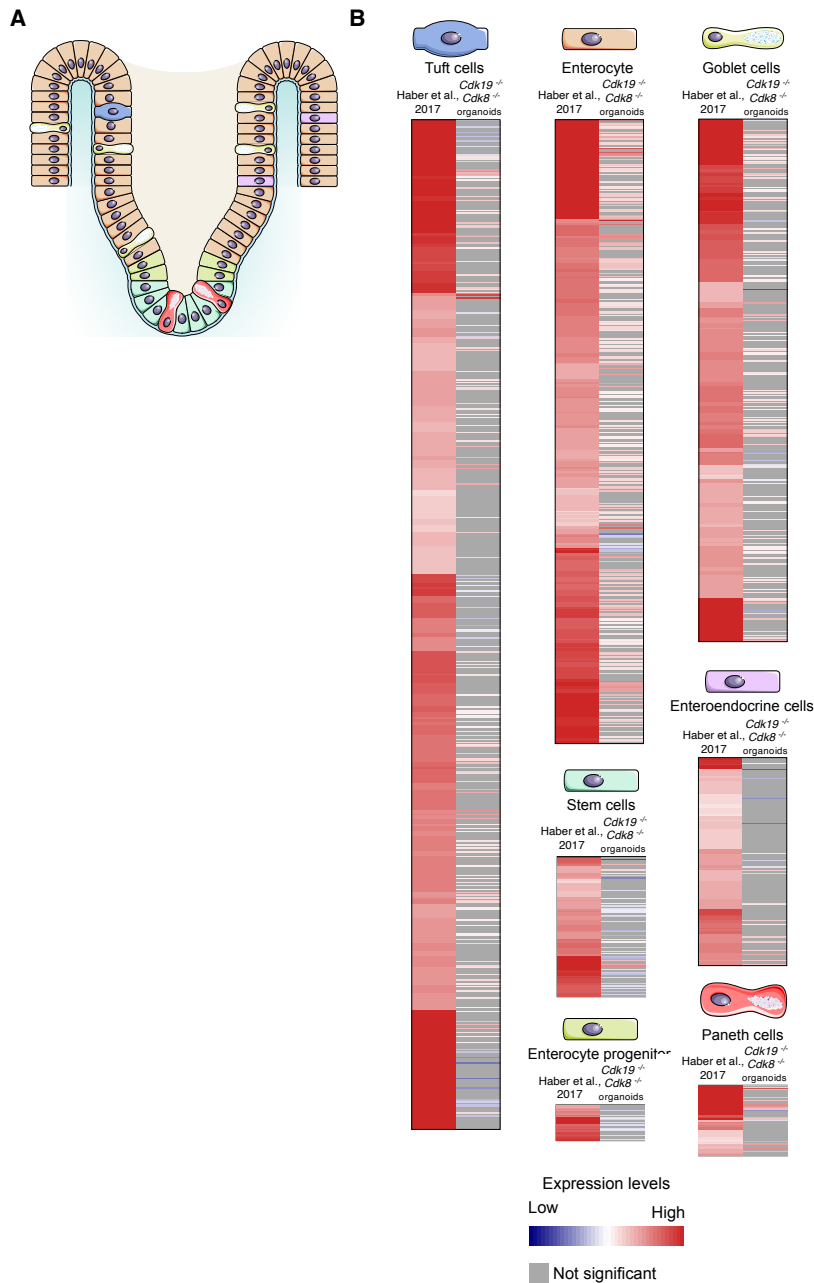 A
B
Tuft cells
Haber et al.,
2017
Cdk19 -/-
Cdk8 -/-
organoids
Enterocyte
Haber et al.,
2017
Cdk19 -/-
Cdk8 -/-
organoids
Goblet cells
Haber et al.,
2017
Cdk19 -/-
Cdk8 -/-
organoids
Enteroendocrine cells
Haber et al.,
2017
Cdk19 -/-
Cdk8 -/-
organoids
Stem cells
Haber et al.,
2017
Cdk19 -/-
Cdk8 -/-
organoids
Paneth cells
Haber et al.,
2017
Cdk19 -/-
Cdk8 -/-
organoids
Enterocyte progenitor
Haber et al.,
2017
Cdk19 -/-
Cdk8 -/-
organoids
Expression levels
Low
High
Not significant